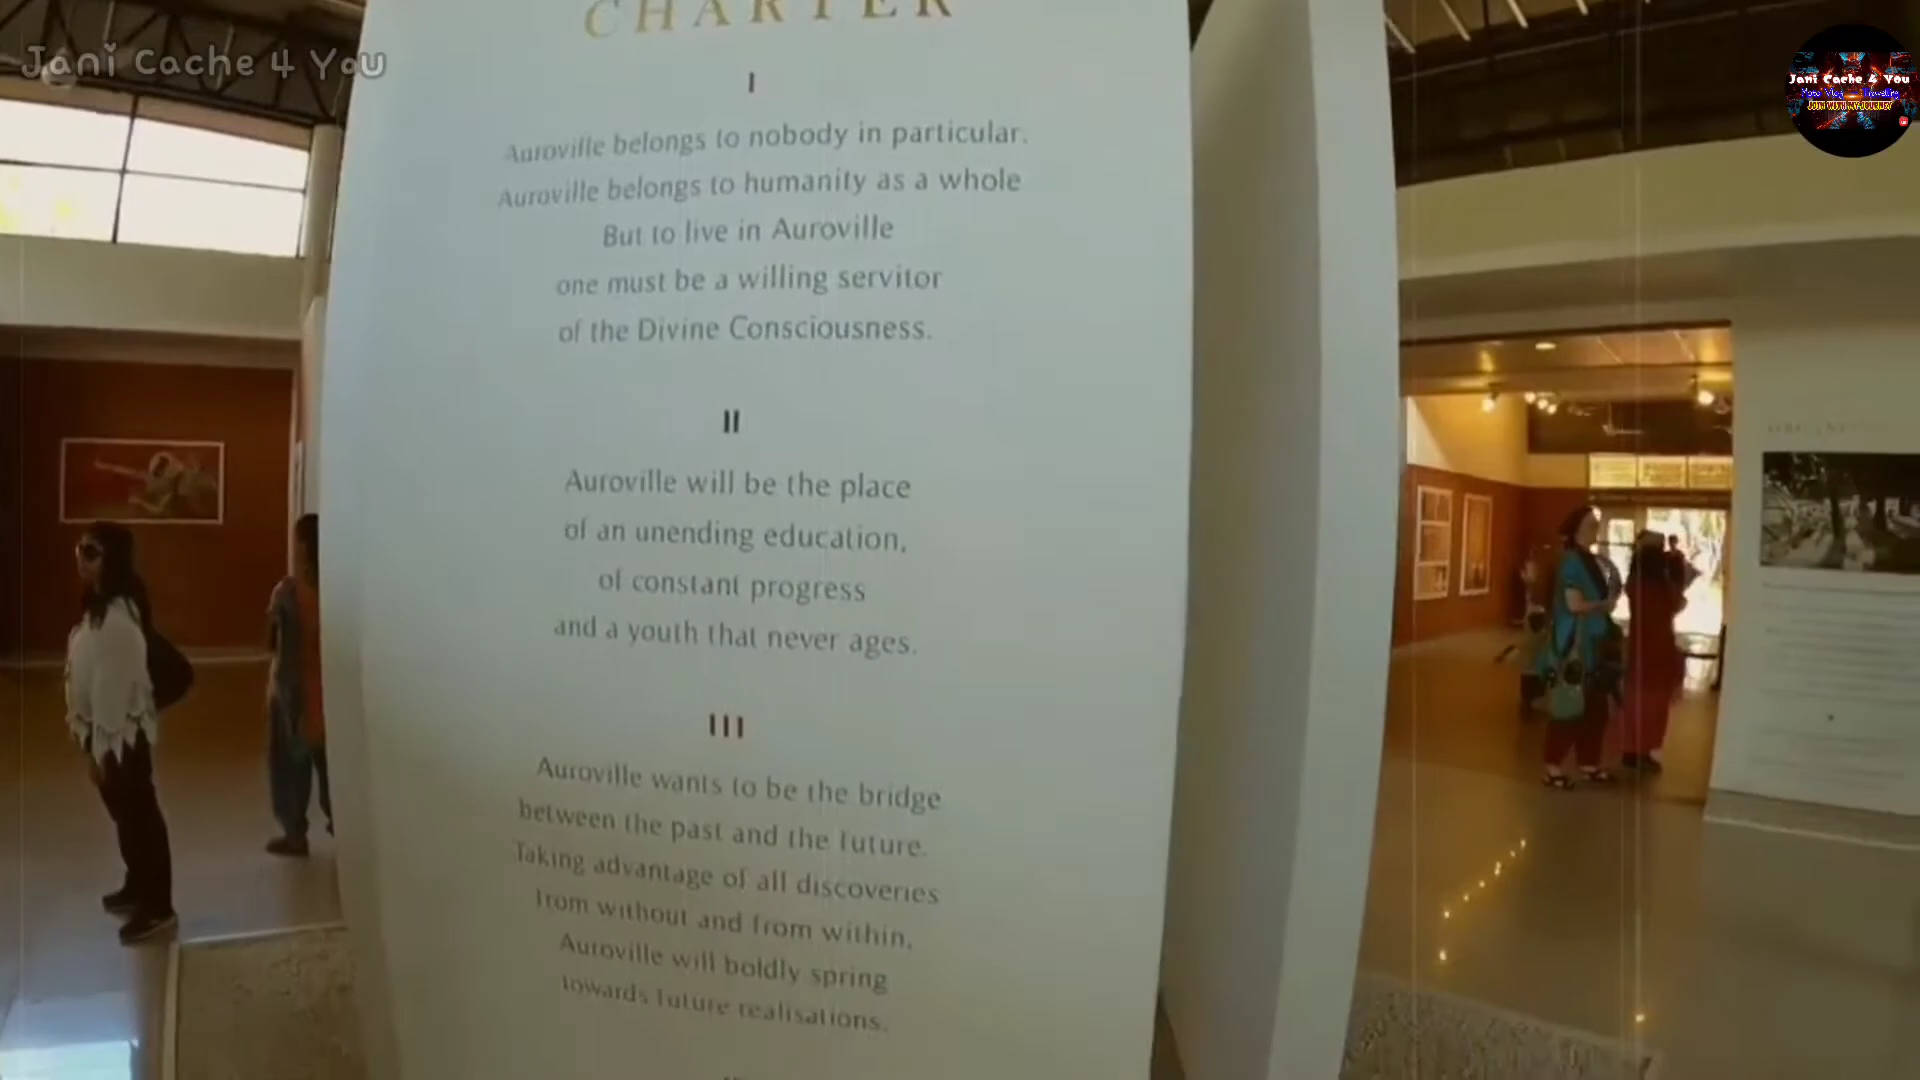 Jani Cache 4 You
CHARTER
I
Auroville belongs to nobody in particular.
Auroville belongs to humanity as a whole
But to live in Auroville
one must be a willing servitor
of the Divine Consciousness.
II
Auroville will be the place
of an unending education,
of constant progress
and a youth that never ages.
III
Auroville wants to be the bridge
between the past and the future.
Taking advantage of all discoveries
from without and from within,
Auroville will boldly spring
towards future realisations.
Jani Cache 4 You
JOIN WITH MY JOURNEY